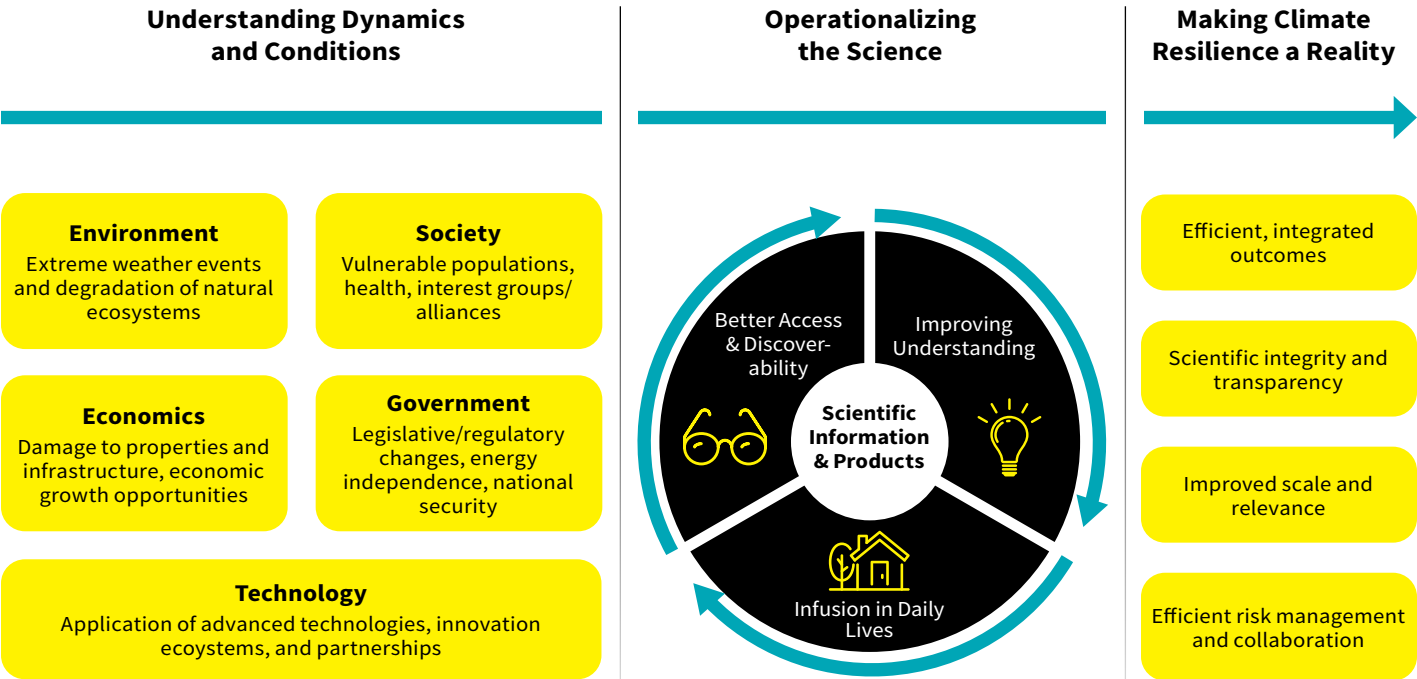 Understanding Dynamics
and Conditions
Operationalizing
the Science
Making Climate
Resilience a Reality
Environment
Extreme weather events
and degradation of natural
ecosystems
Society
Vulnerable populations,
health, interest groups/
alliances
Economics
Damage to properties and
infrastructure, economic
growth opportunities
Government
Legislative/regulatory
changes, energy
independence, national
security
Technology
Application of advanced technologies, innovation
ecoystems, and partnerships
Better Access
& Discover-
ability
Improving
Understanding
Scientific
Information
& Products
Infusion in Daily
Lives
Efficient, integrated
outcomes
Scientific integrity and
transparency
Improved scale and
relevance
Efficient risk management
and collaboration